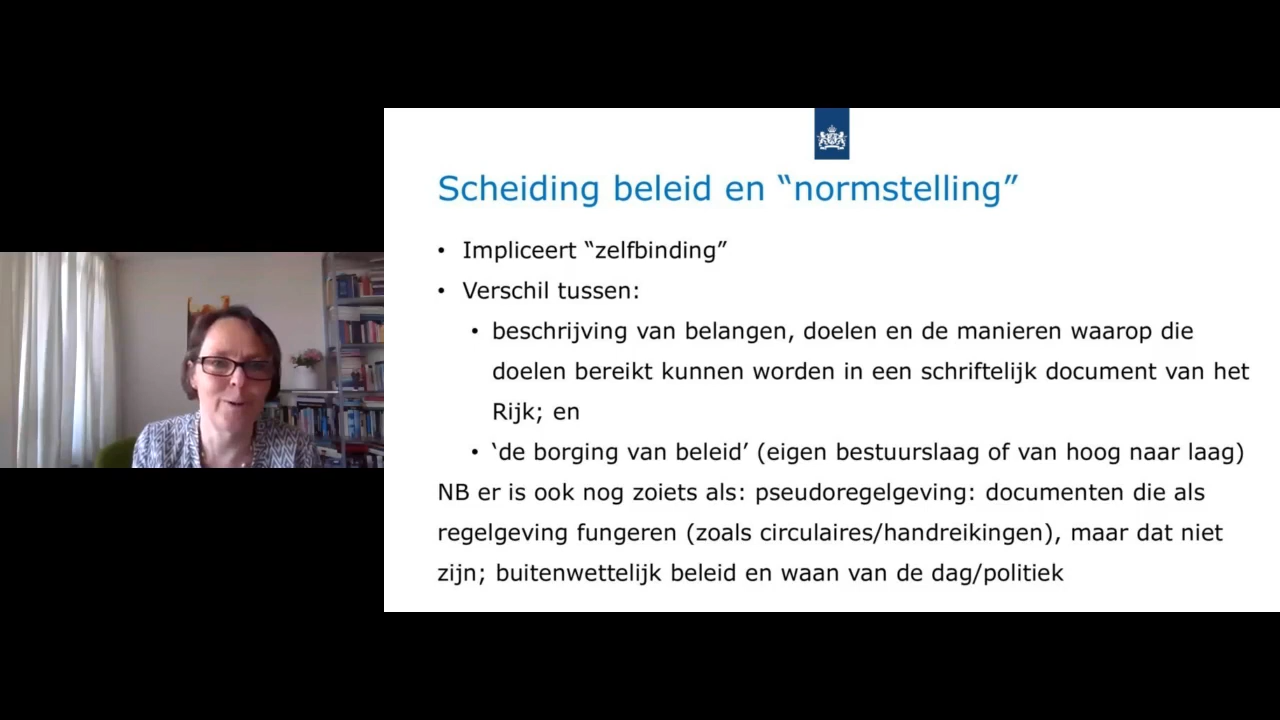 Scheiding beleid en “normstelling”
• Impliceert “zelfbinding”
• Verschil tussen:
• beschrijving van belangen, doelen en de manieren waarop die
doelen bereikt kunnen worden in een schriftelijk document van het
Rijk; en
• ‘de borging van beleid’ (eigen bestuurslaag of van hoog naar laag)
NB er is ook nog zoiets als: pseudoregelgeving: documenten die als
regelgeving fungeren (zoals circulaires/handreikingen), maar dat niet
zijn; buitenwettelijk beleid en waan van de dag/politiek